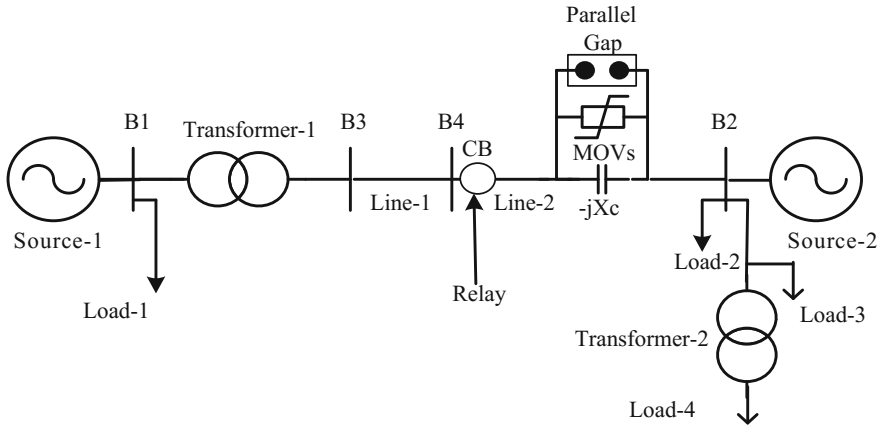 Parallel
Gap
B1
Transformer-1
B3
B4
CB
MOVs
B2
Line-1
Line-2
-jXc
Source-1
Source-2
Load-2
Relay
Load-1
Load-3
Transformer-2
Load-4